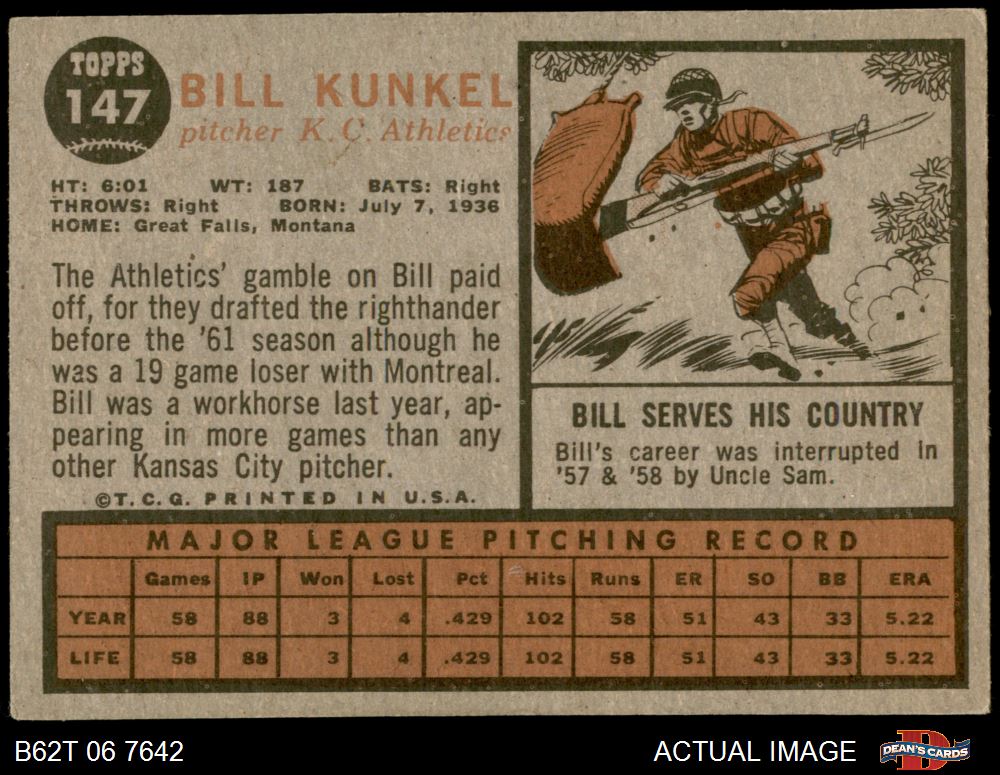 TOPPS
147
BILL KUNKEL
pitcher K.C. Athletics
HT: 6:01 WT: 187 BATS: Right
THROWS: Right BORN: July 7, 1936
HOME: Great Falls, Montana
The Athletics' gamble on Bill paid
off, for they drafted the righthander
before the '61 season although he
was a 19 game loser with Montreal.
Bill was a workhorse last year, ap-
pearing in more games than any
other Kansas City pitcher.
©T.C.G. PRINTED IN U.S.A.
BILL SERVES HIS COUNTRY
Bill's career was interrupted in
'57 & '58 by Uncle Sam.
MAJOR LEAGUE PITCHING RECORD
Games IP Won Lost Pct Hits Runs ER SO BB ERA
YEAR 58 88 3 4 .429 102 58 51 43 33 5.22
LIFE 58 88 3 4 .429 102 58 51 43 33 5.22
B62T 06 7642 ACTUAL IMAGE D DEAN'S CARDS